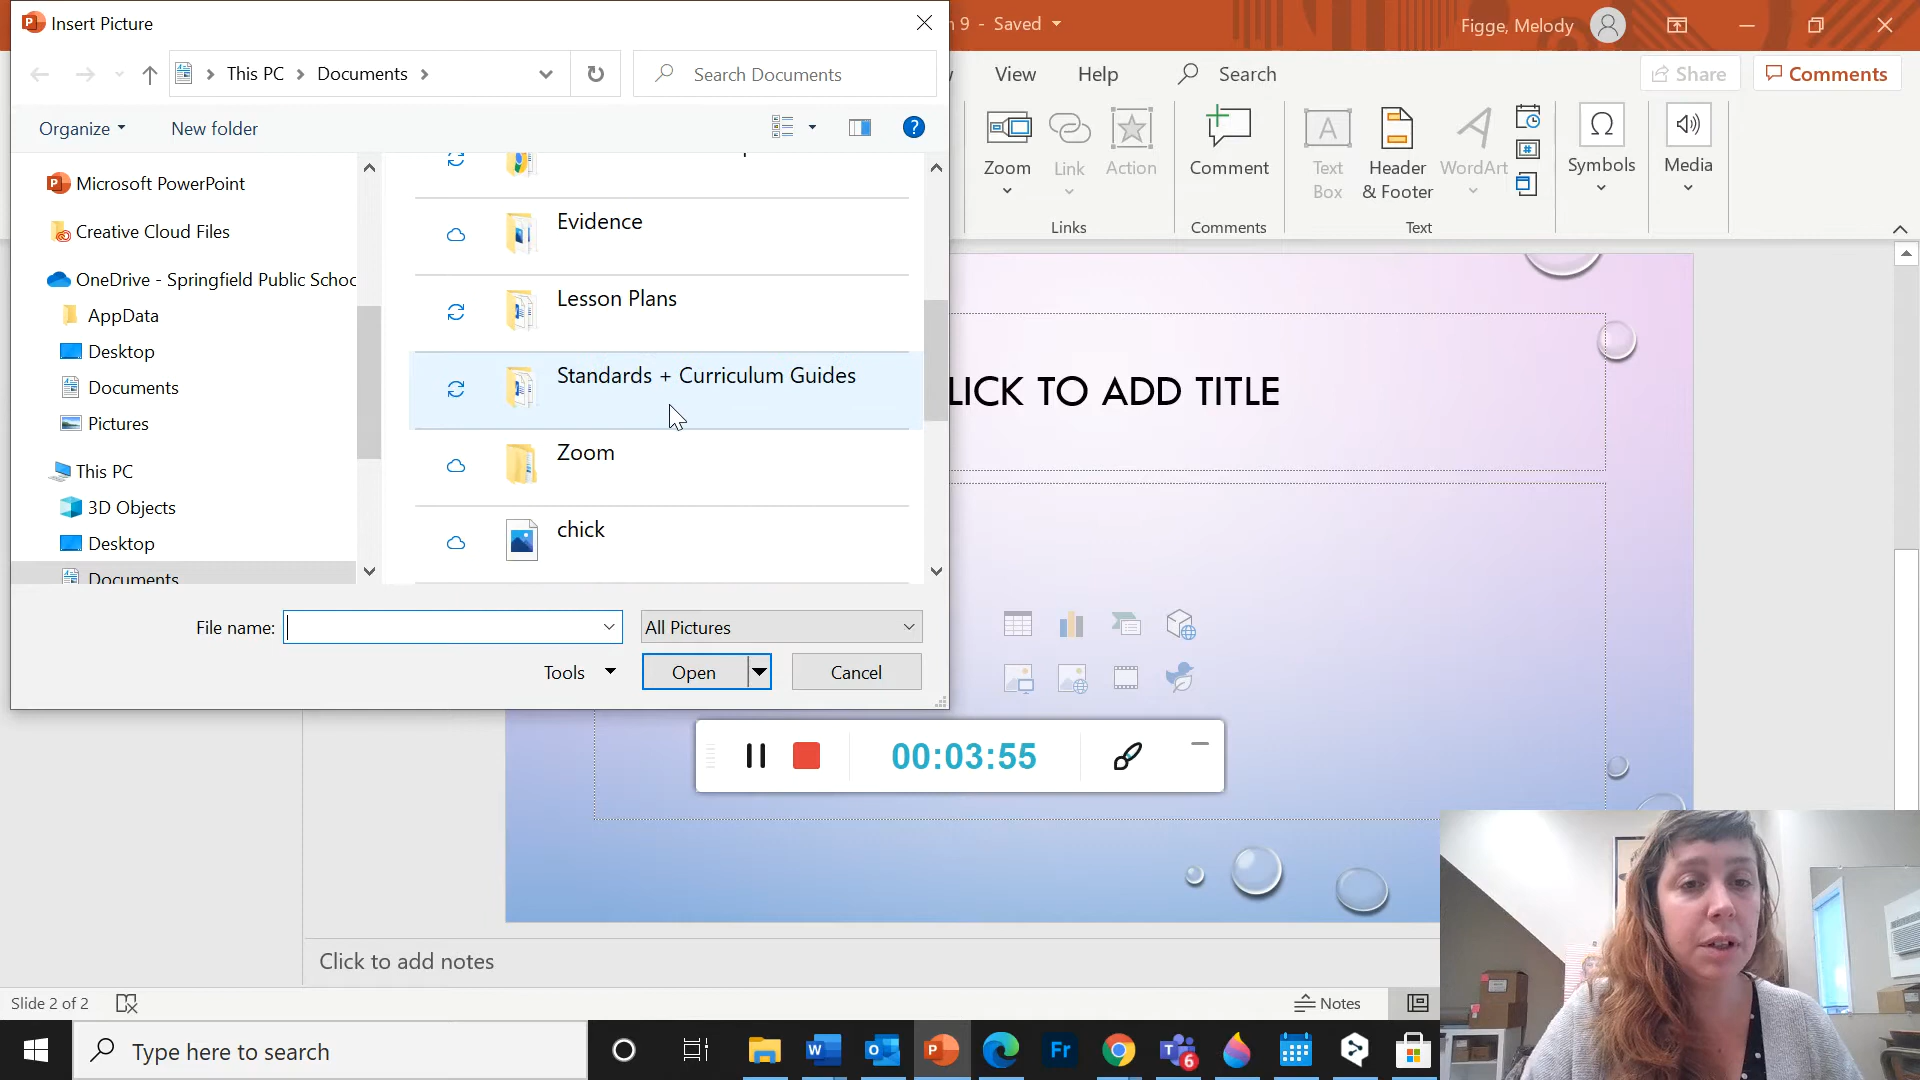 Insert Picture
n 9 - Saved
Figge, Melody
This PC
Documents
Search Documents
View
Help
Search
Share
Comments
Organize
New folder
Zoom
Link
Action
Comment
Text
Box
Header
& Footer
WordArt
Symbols
Media
Links
Comments
Text
Microsoft PowerPoint
Creative Cloud Files
OneDrive - Springfield Public Schoo
AppData
Desktop
Documents
Pictures
This PC
3D Objects
Desktop
Documents
Evidence
Lesson Plans
Standards + Curriculum Guides
Zoom
chick
LICK TO ADD TITLE
File name:
All Pictures
Tools
Open
Cancel
00:03:55
Click to add notes
Slide 2 of 2
Notes
Type here to search
W
O
P
Fr
6